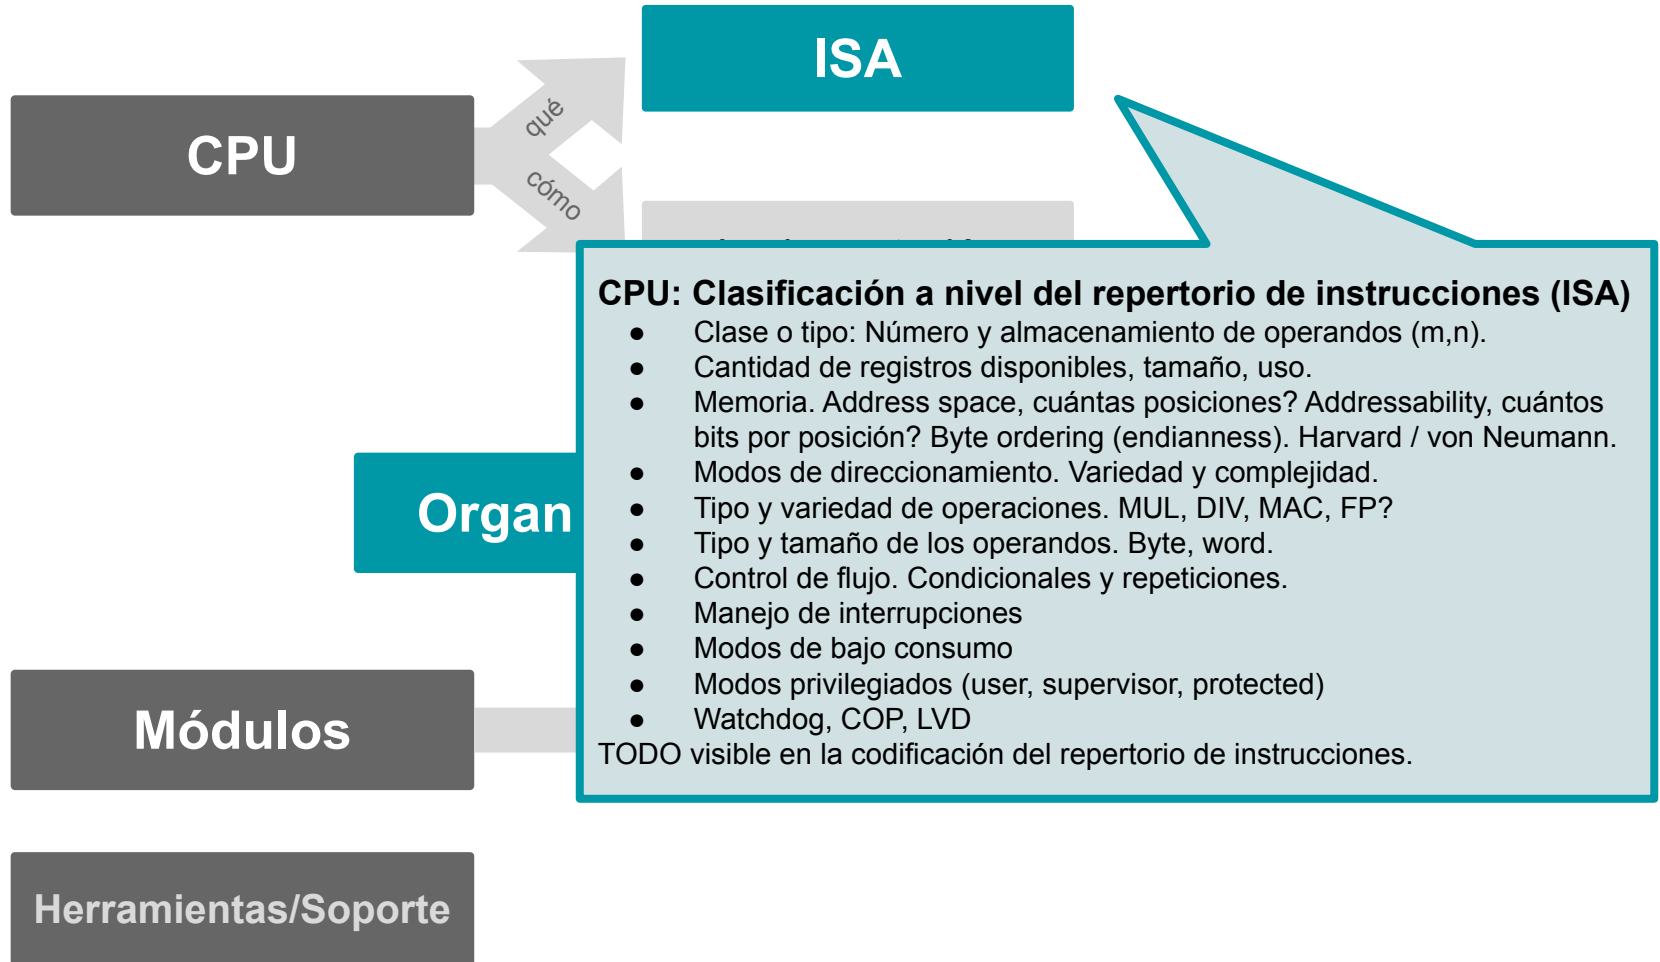 ISA
CPU
qué
cómo
CPU: Clasificación a nivel del repertorio de instrucciones (ISA)
● Clase o tipo: Número y almacenamiento de operandos (m,n).
● Cantidad de registros disponibles, tamaño, uso.
● Memoria. Address space, cuántas posiciones? Addressability, cuántos
bits por posición? Byte ordering (endianness). Harvard / von Neumann.
● Modos de direccionamiento. Variedad y complejidad.
● Tipo y variedad de operaciones. MUL, DIV, MAC, FP?
● Tipo y tamaño de los operandos. Byte, word.
● Control de flujo. Condicionales y repeticiones.
● Manejo de interrupciones
● Modos de bajo consumo
● Modos privilegiados (user, supervisor, protected)
● Watchdog, COP, LVD
TODO visible en la codificación del repertorio de instrucciones.
Organ
Módulos
Herramientas/Soporte